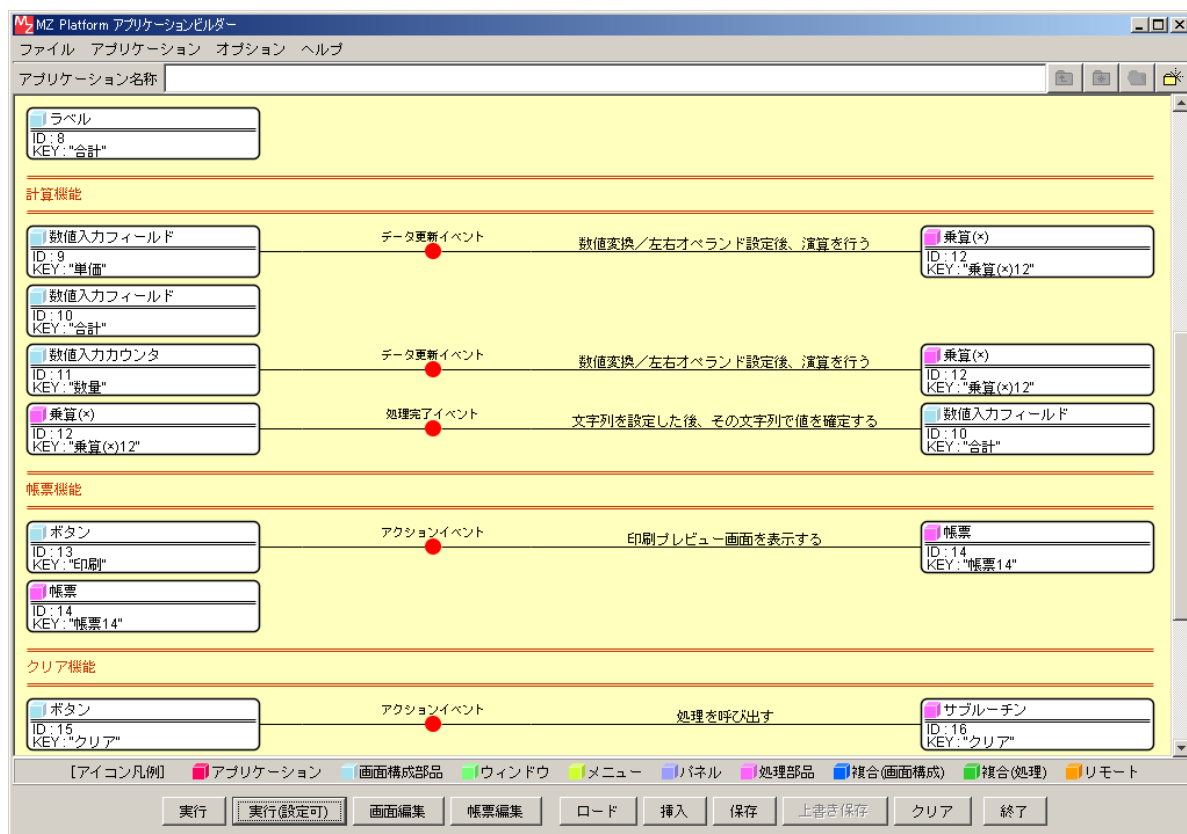 MZ Platform アプリケーションビルダー
ファイル アプリケーション オプション ヘルプ
アプリケーション名称
ラベル
ID : 8
KEY : "合計"
計算機能
数値入力フィールド データ更新イベント 数値変換／左右オペランド設定後、演算を行う 乗算(×)
ID : 9 ID : 12
KEY : "単価" KEY : "乗算(×)12"
数値入力フィールド
ID : 10
KEY : "合計"
数値入力カウンタ データ更新イベント 数値変換／左右オペランド設定後、演算を行う 乗算(×)
ID : 11 ID : 12
KEY : "数量" KEY : "乗算(×)12"
乗算(×) 処理完了イベント 文字列を設定した後、その文字列で値を確定する 数値入力フィールド
ID : 12 ID : 10
KEY : "乗算(×)12" KEY : "合計"
帳票機能
ボタン アクションイベント 印刷プレビュー画面を表示する 帳票
ID : 13 ID : 14
KEY : "印刷" KEY : "帳票14"
帳票
ID : 14
KEY : "帳票14"
クリア機能
ボタン アクションイベント 処理を呼び出す サブルーチン
ID : 15 ID : 16
KEY : "クリア" KEY : "クリア"
[アイコン凡例] アプリケーション 画面構成部品 ウィンドウ メニュー パネル 処理部品 複合(画面構成) 複合(処理) リモート
実行 実行(設定可) 画面編集 帳票編集 ロード 挿入 保存 上書き保存 クリア 終了